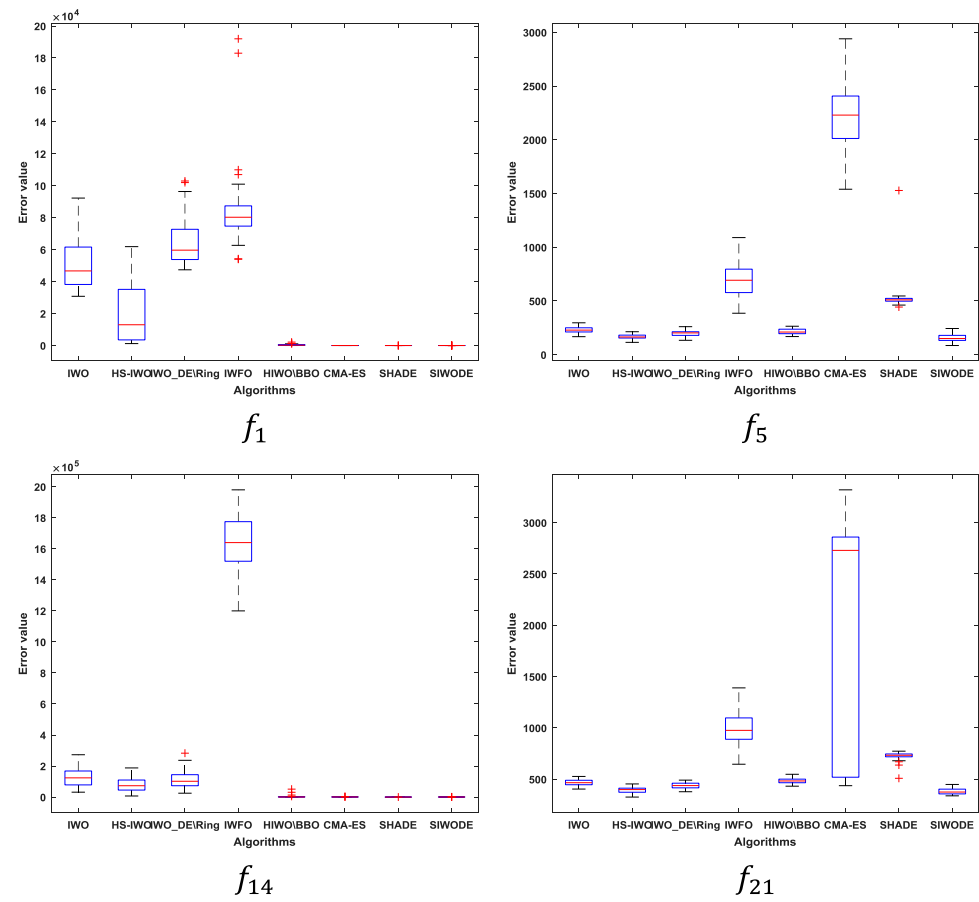 ×10⁴
20
18
16
14
12
10
8
6
4
2
0
Error value
IWO HS-IWO IWO_DE\Ring IWFO HIWO\BBO CMA-ES SHADE SIWODE
Algorithms
f₁
3000
2500
2000
1500
1000
500
0
Error value
IWO HS-IWO IWO_DE\Ring IWFO HIWO\BBO CMA-ES SHADE SIWODE
Algorithms
f₅
×10⁵
20
18
16
14
12
10
8
6
4
2
0
Error value
IWO HS-IWO IWO_DE\Ring IWFO HIWO\BBO CMA-ES SHADE SIWODE
Algorithms
f₁₄
3000
2500
2000
1500
1000
500
Error value
IWO HS-IWO IWO_DE\Ring IWFO HIWO\BBO CMA-ES SHADE SIWODE
Algorithms
f₂₁